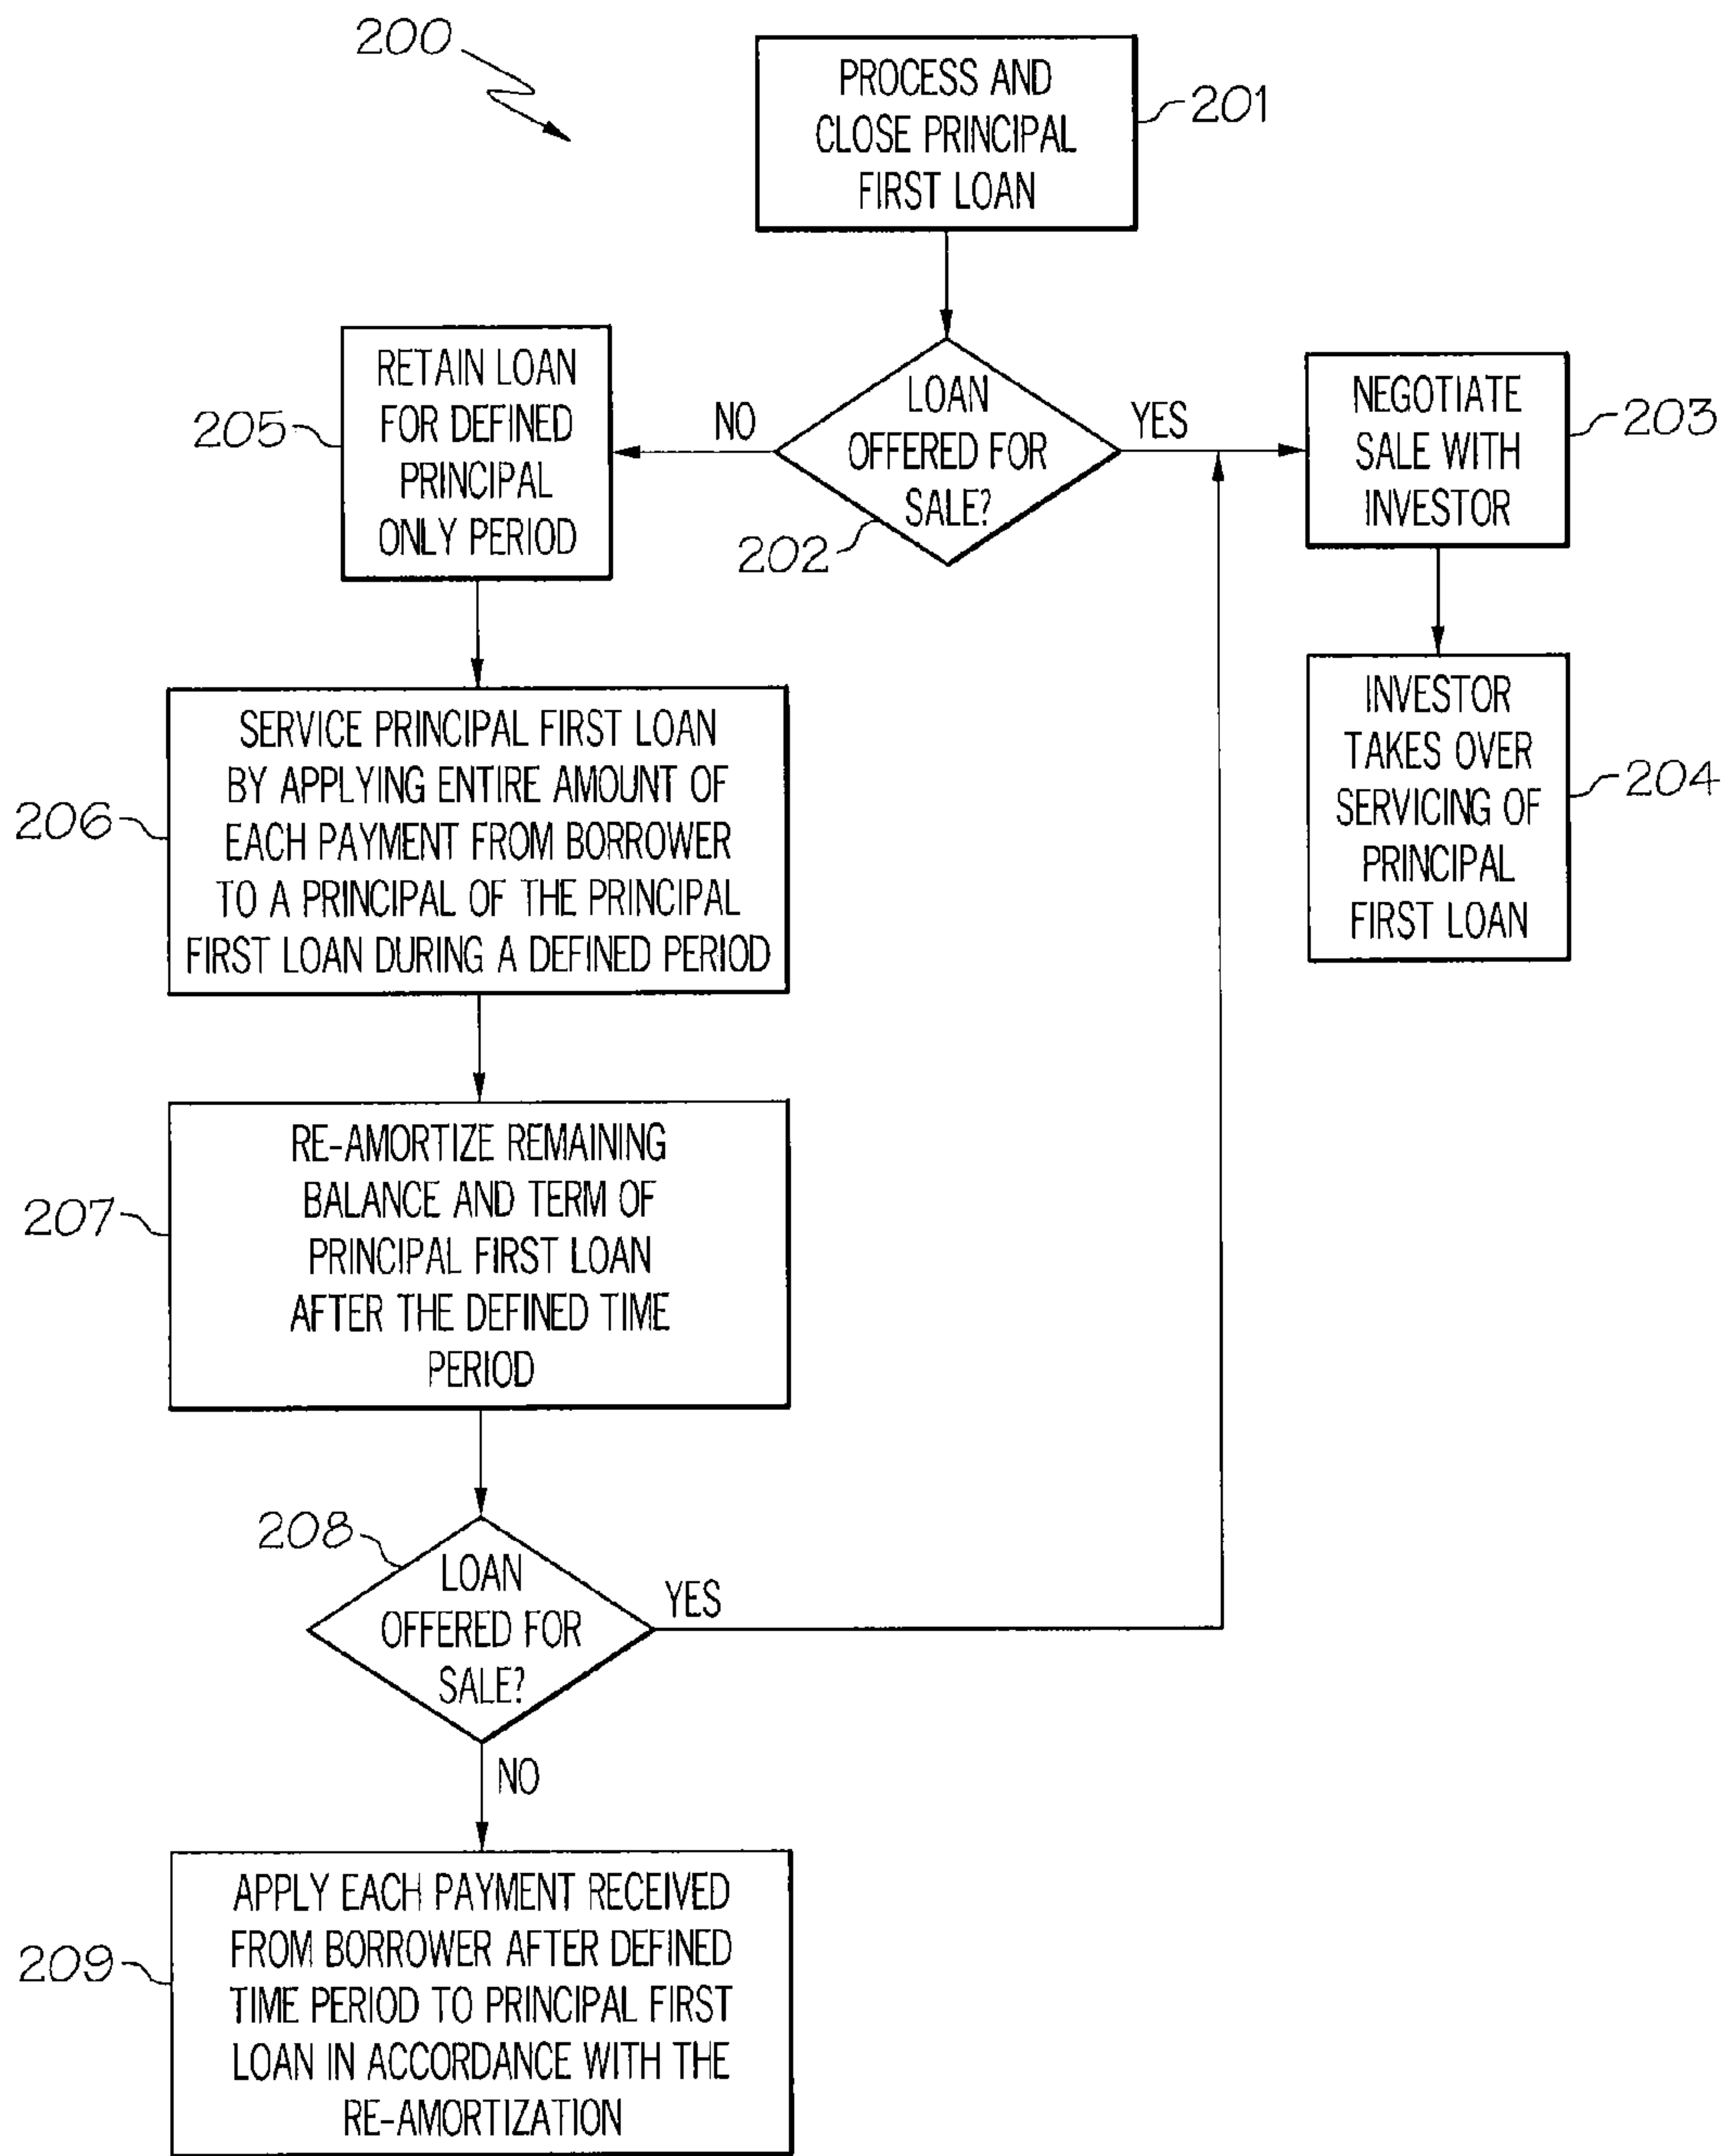 200
PROCESS AND
CLOSE PRINCIPAL
FIRST LOAN
201
LOAN
OFFERED FOR
SALE?
202
NO
YES
RETAIN LOAN
FOR DEFINED
PRINCIPAL
ONLY PERIOD
205
NEGOTIATE
SALE WITH
INVESTOR
203
INVESTOR
TAKES OVER
SERVICING OF
PRINCIPAL
FIRST LOAN
204
SERVICE PRINCIPAL FIRST LOAN
BY APPLYING ENTIRE AMOUNT OF
EACH PAYMENT FROM BORROWER
TO A PRINCIPAL OF THE PRINCIPAL
FIRST LOAN DURING A DEFINED PERIOD
206
RE-AMORTIZE REMAINING
BALANCE AND TERM OF
PRINCIPAL FIRST LOAN
AFTER THE DEFINED TIME
PERIOD
207
208
LOAN
OFFERED FOR
SALE?
YES
NO
APPLY EACH PAYMENT RECEIVED
FROM BORROWER AFTER DEFINED
TIME PERIOD TO PRINCIPAL FIRST
LOAN IN ACCORDANCE WITH THE
RE-AMORTIZATION
209